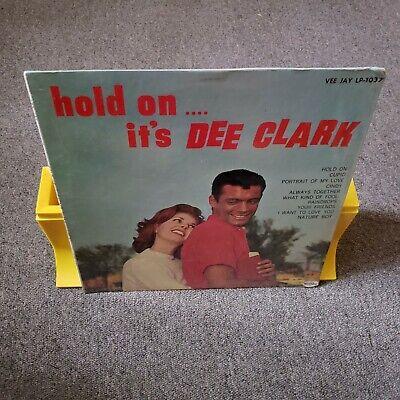 VEE JAY LP-1037
hold on ....
it's DEE CLARK
HOLD ON
CUPID
PORTRAIT OF MY LOVE
CINDY
ALWAYS TOGETHER
WHAT KIND OF FOOL
RAINDROPS
YOUR FRIENDS
I WANT TO LOVE YOU
NATURE BOY